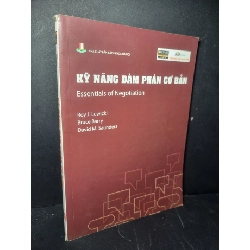 KỸ NĂNG ĐÀM PHÁN CƠ BẢN
Essentials of Negotiation
Roy J. Lewicki
Bruce Barry
David M. Saunders